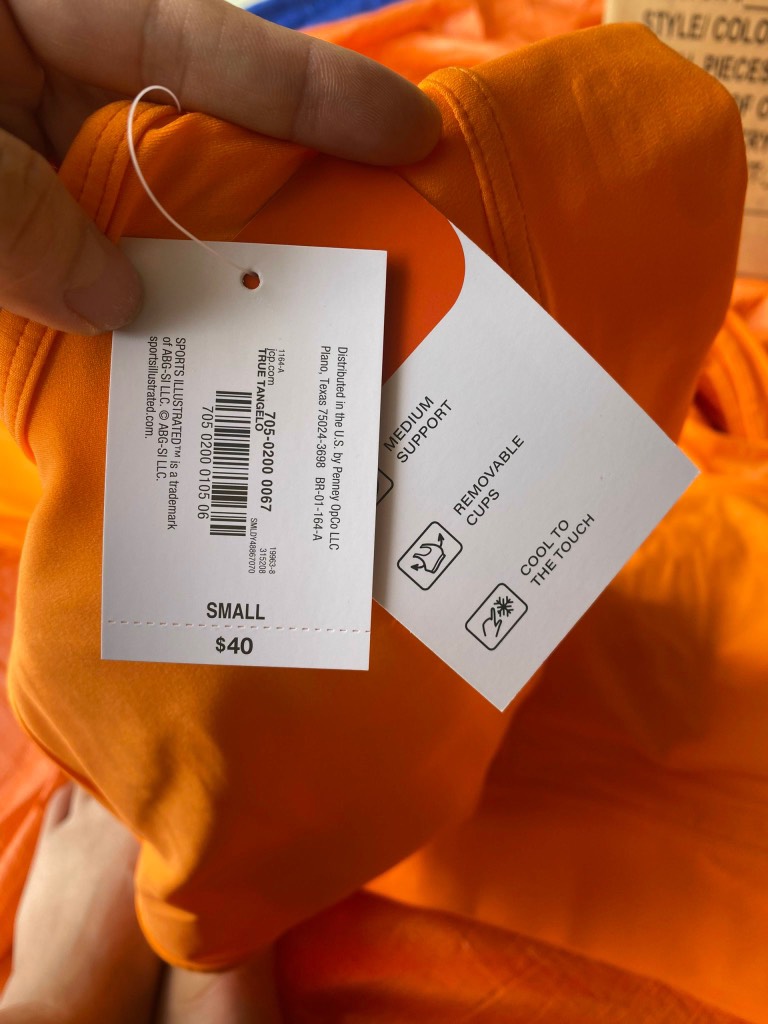 Distributed in the U.S. by Penney OpCo LLC
Plano, Texas 75024-3698 BR-01-164-A
1164-A
jcp.com
TRUE TANGELO
705-0200 0067
19963-8
315208
SMLDY48867070
705 0200 0105 06
SPORTS ILLUSTRATED™ is a trademark
of ABG-SI LLC. © ABG-SI LLC.
sportsillustrated.com.
SMALL
$40
MEDIUM
SUPPORT
REMOVABLE
CUPS
COOL TO
THE TOUCH
STYLE/ COLO
PIECES
OF